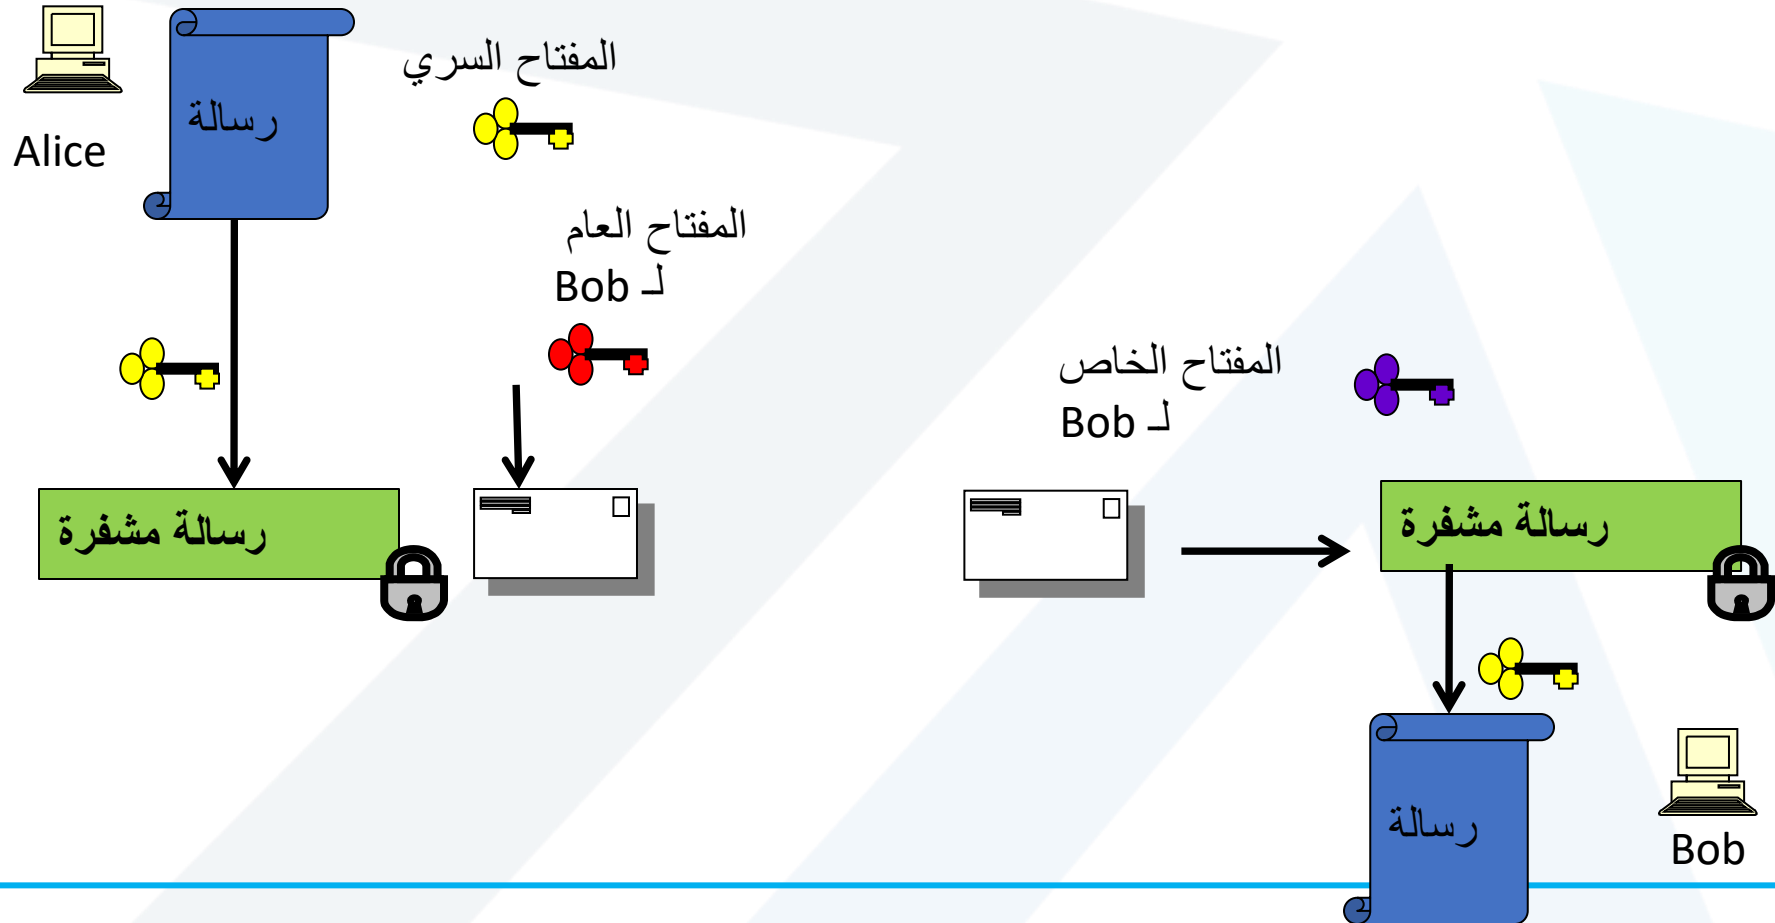 المفتاح السري
رسالة
Alice
المفتاح العام
لـ Bob
المفتاح الخاص
لـ Bob
رسالة مشفرة
رسالة مشفرة
رسالة
Bob